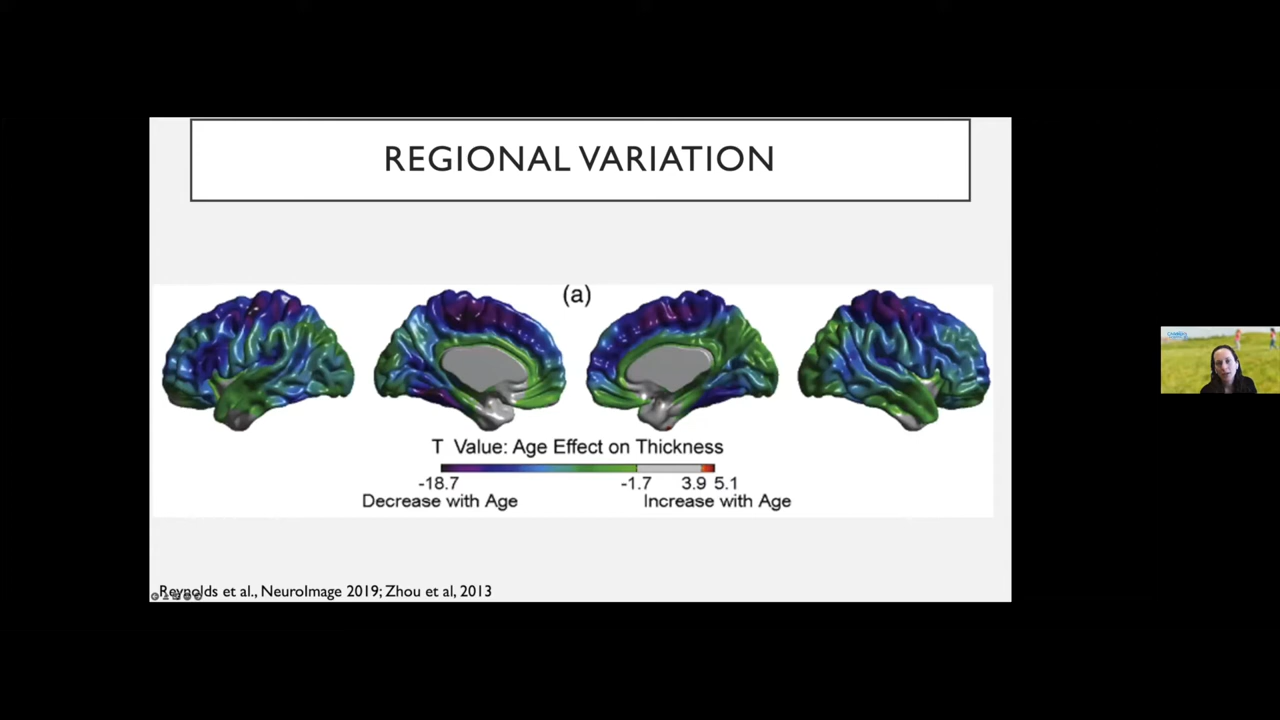 REGIONAL VARIATION
(a)
T Value: Age Effect on Thickness
-18.7 -1.7 3.9 5.1
Decrease with Age Increase with Age
Reynolds et al., NeuroImage 2019; Zhou et al, 2013